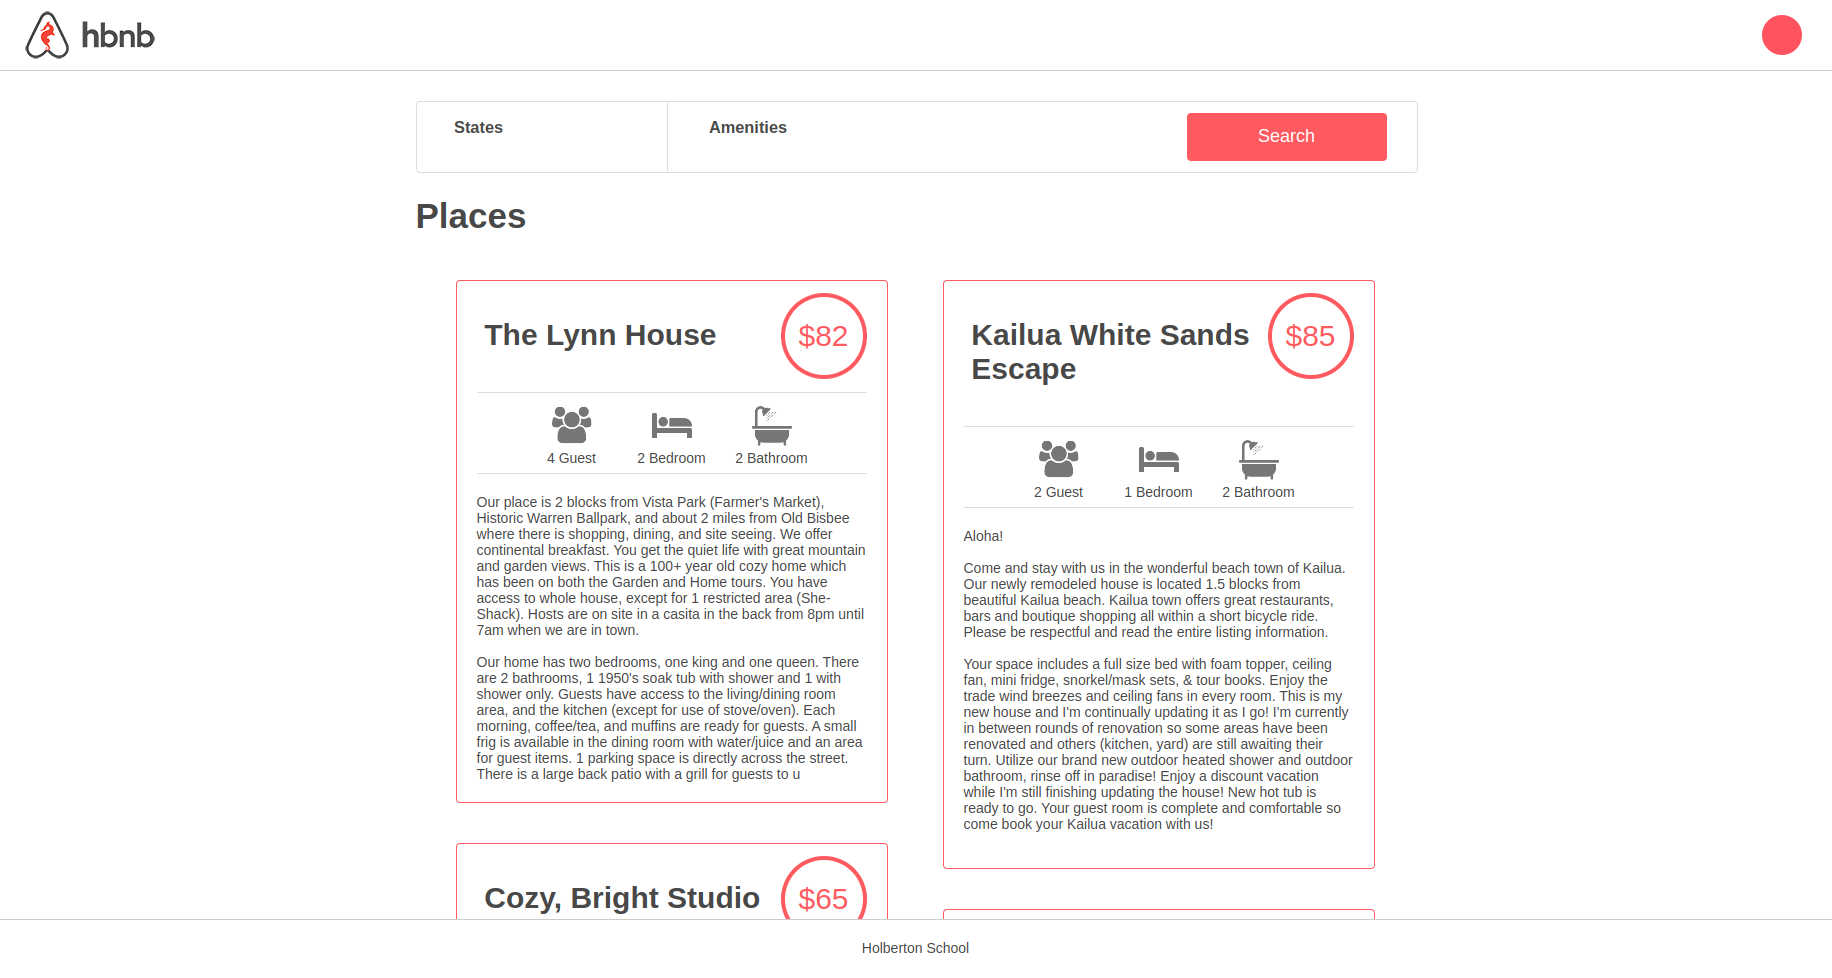 hbnb
States
Amenities
Search
Places
The Lynn House
$82
4 Guest
2 Bedroom
2 Bathroom
Our place is 2 blocks from Vista Park (Farmer's Market),
Historic Warren Ballpark, and about 2 miles from Old Bisbee
where there is shopping, dining, and site seeing. We offer
continental breakfast. You get the quiet life with great mountain
and garden views. This is a 100+ year old cozy home which
has been on both the Garden and Home tours. You have
access to whole house, except for 1 restricted area (She-
Shack). Hosts are on site in a casita in the back from 8pm until
7am when we are in town.
Our home has two bedrooms, one king and one queen. There
are 2 bathrooms, 1 1950's soak tub with shower and 1 with
shower only. Guests have access to the living/dining room
area, and the kitchen (except for use of stove/oven). Each
morning, coffee/tea, and muffins are ready for guests. A small
frig is available in the dining room with water/juice and an area
for guest items. 1 parking space is directly across the street.
There is a large back patio with a grill for guests to u
Kailua White Sands
Escape
$85
2 Guest
1 Bedroom
2 Bathroom
Aloha!
Come and stay with us in the wonderful beach town of Kailua.
Our newly remodeled house is located 1.5 blocks from
beautiful Kailua beach. Kailua town offers great restaurants,
bars and boutique shopping all within a short bicycle ride.
Please be respectful and read the entire listing information.
Your space includes a full size bed with foam topper, ceiling
fan, mini fridge, snorkel/mask sets, & tour books. Enjoy the
trade wind breezes and ceiling fans in every room. This is my
new house and I'm continually updating it as I go! I'm currently
in between rounds of renovation so some areas have been
renovated and others (kitchen, yard) are still awaiting their
turn. Utilize our brand new outdoor heated shower and outdoor
bathroom, rinse off in paradise! Enjoy a discount vacation
while I'm still finishing updating the house! New hot tub is
ready to go. Your guest room is complete and comfortable so
come book your Kailua vacation with us!
Cozy, Bright Studio
$65
Holberton School